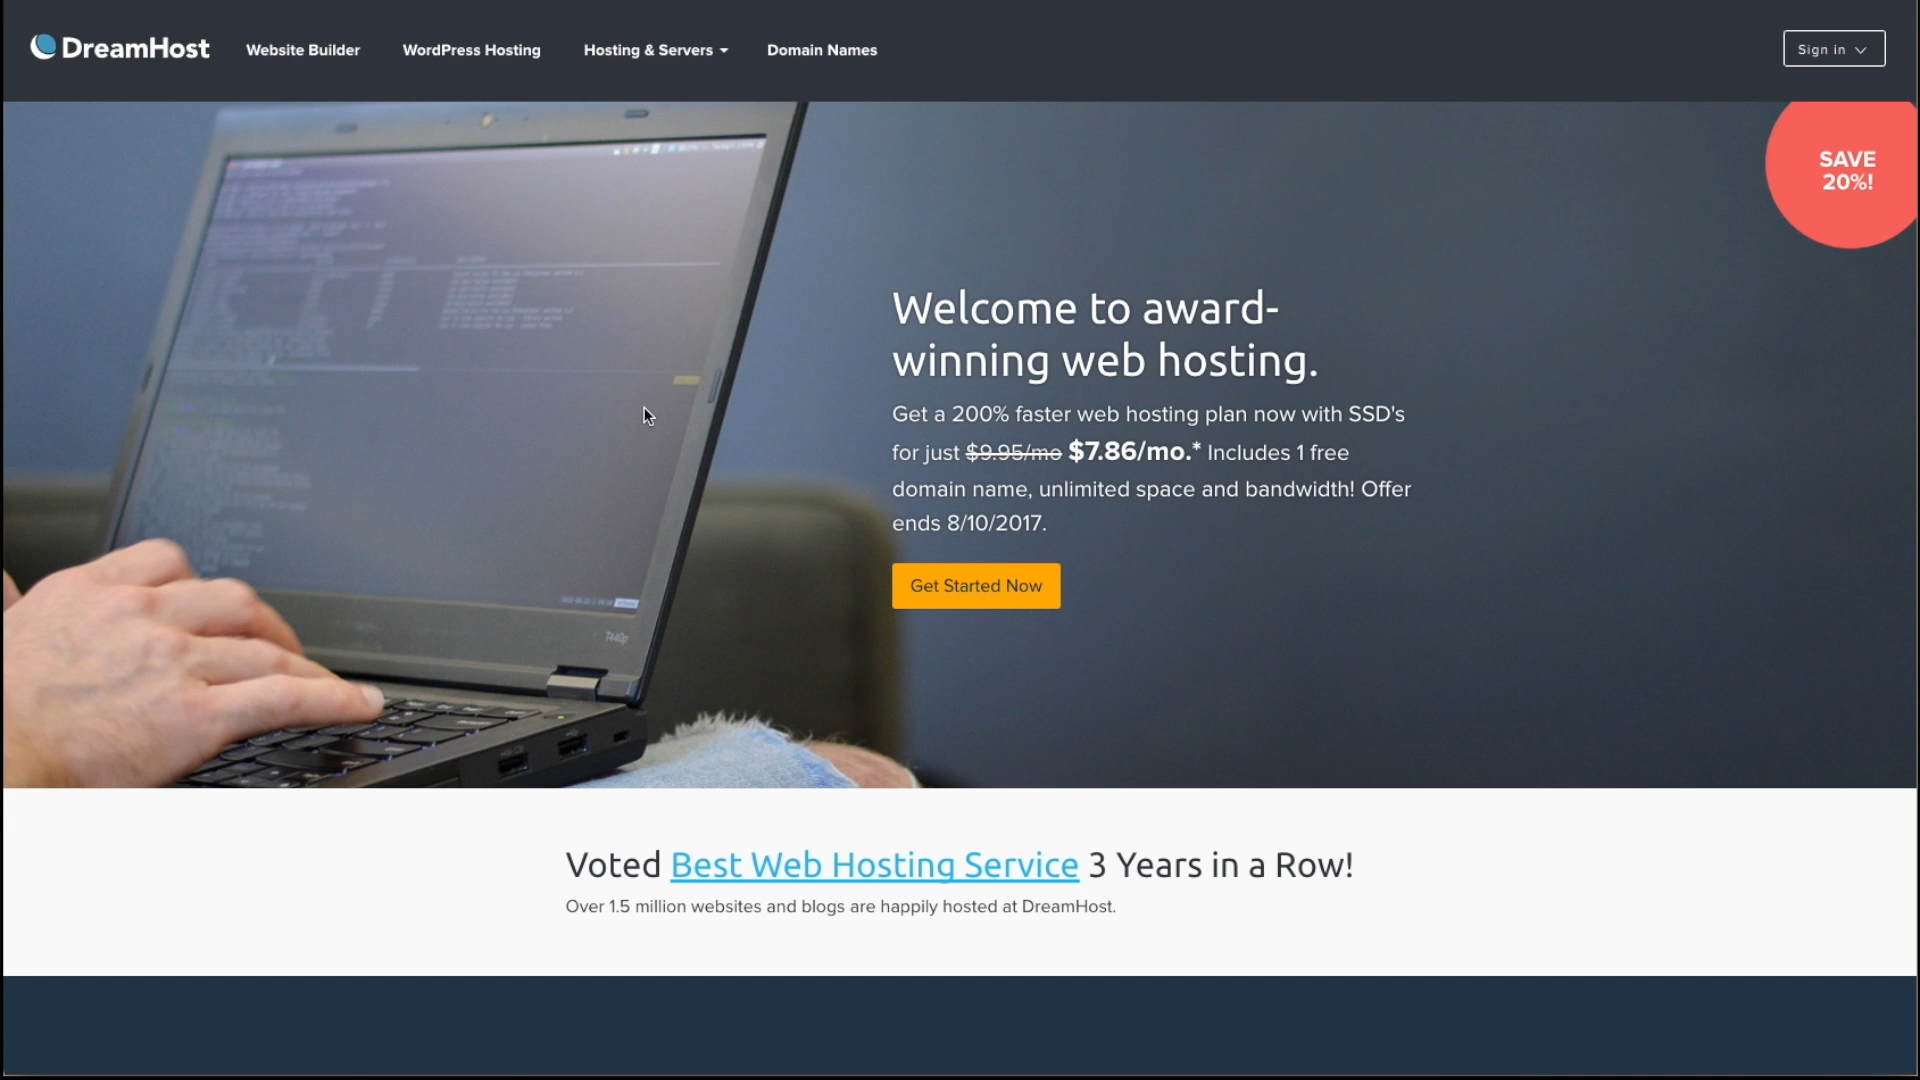 DreamHost
Website Builder
WordPress Hosting
Hosting & Servers
Domain Names
Sign in
SAVE
20%!
Welcome to award-
winning web hosting.
Get a 200% faster web hosting plan now with SSD's
for just $9.95/mo $7.86/mo.* Includes 1 free
domain name, unlimited space and bandwidth! Offer
ends 8/10/2017.
Get Started Now
T440p
Voted Best Web Hosting Service 3 Years in a Row!
Over 1.5 million websites and blogs are happily hosted at DreamHost.